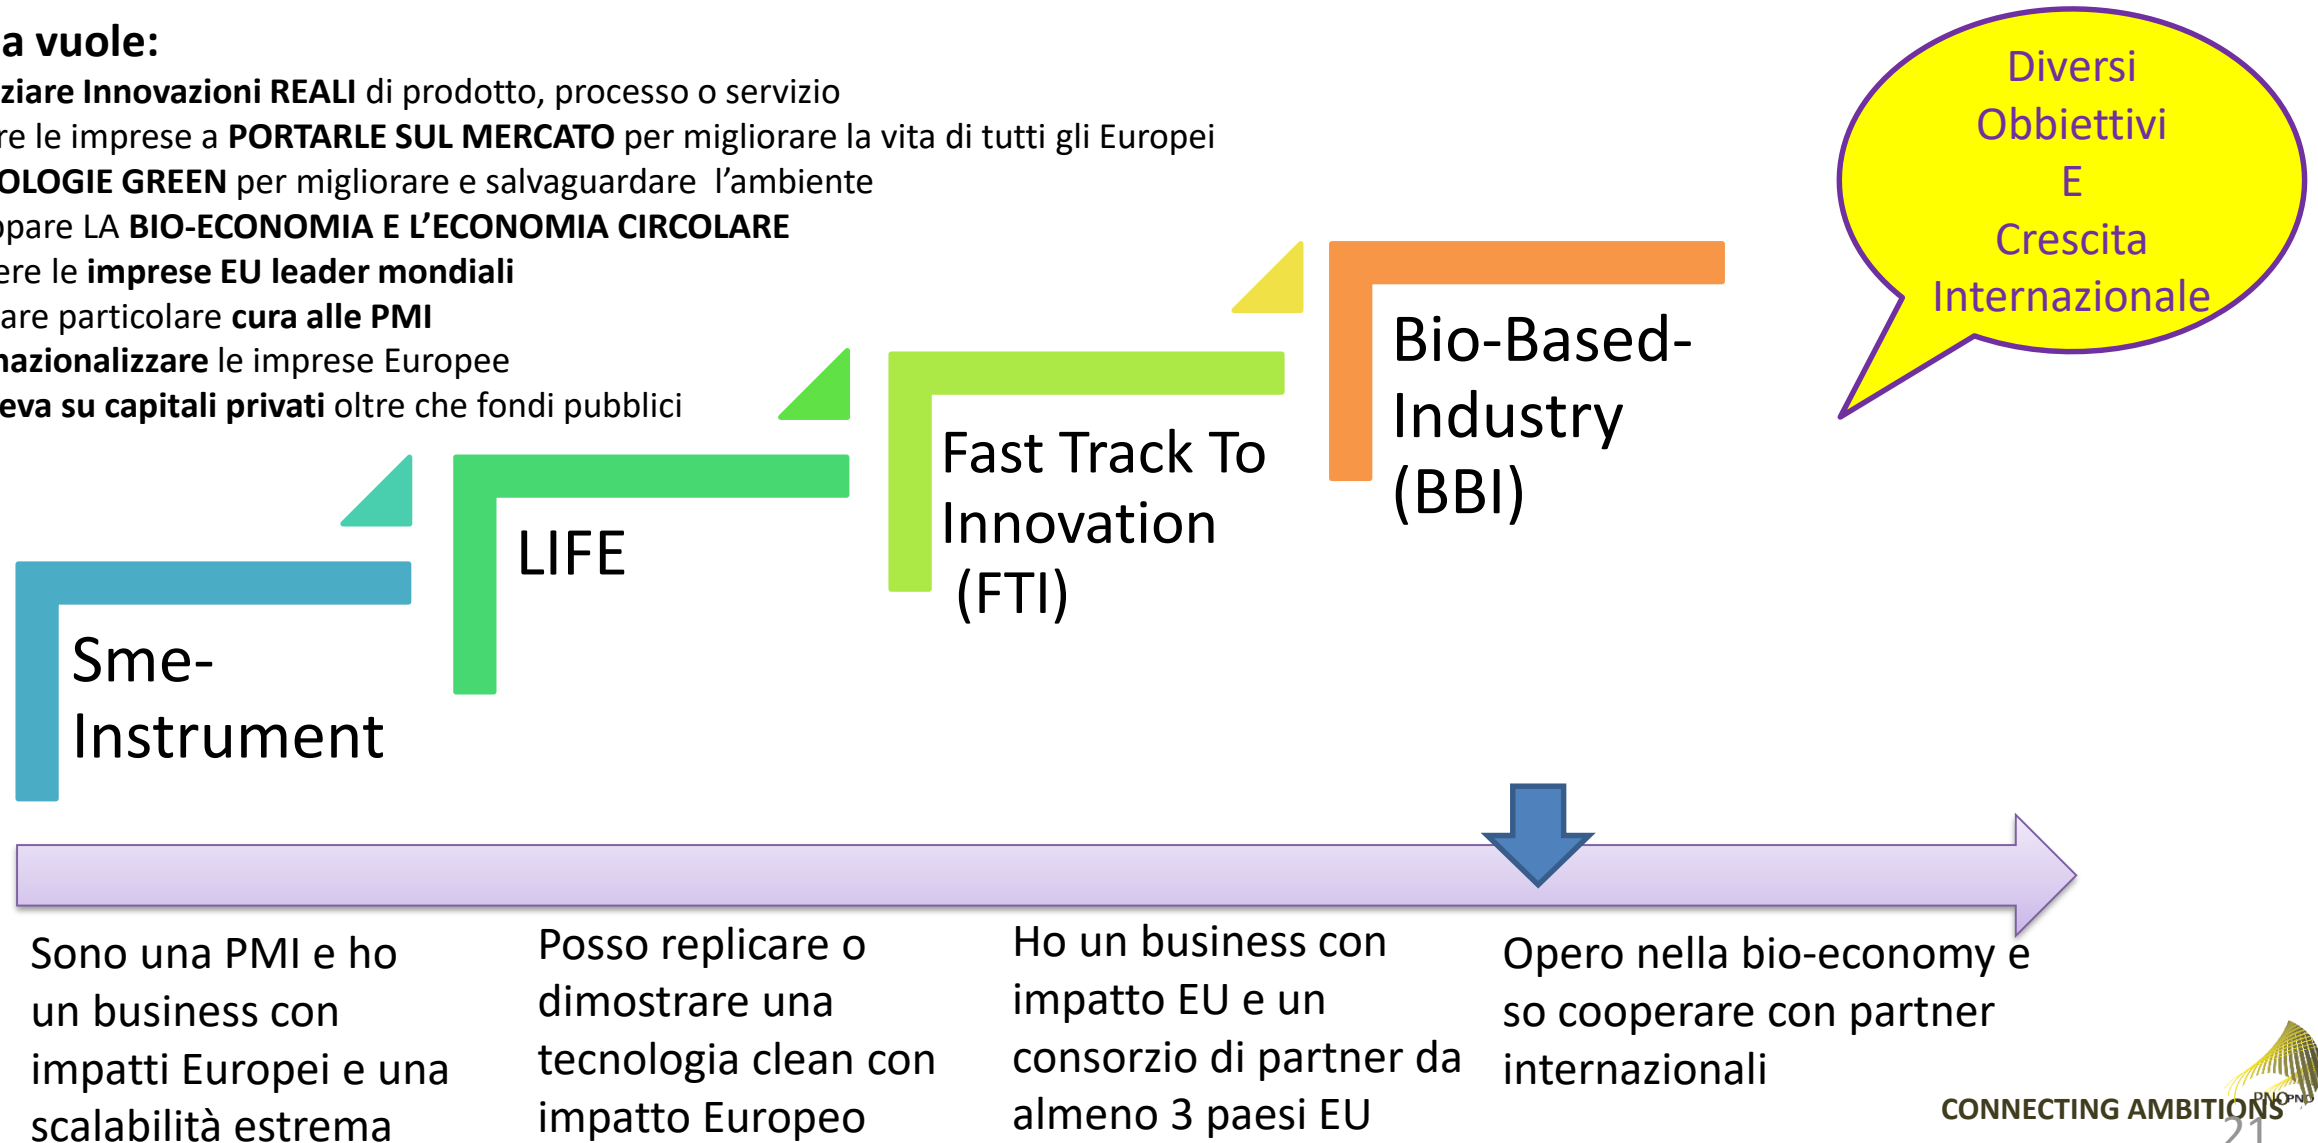 a vuole:
ziare Innovazioni REALI di prodotto, processo o servizio
re le imprese a PORTARLE SUL MERCATO per migliorare la vita di tutti gli Europei
OLOGIE GREEN per migliorare e salvaguardare l’ambiente
ppare LA BIO-ECONOMIA E L’ECONOMIA CIRCOLARE
ere le imprese EU leader mondiali
are particolare cura alle PMI
nazionalizzare le imprese Europee
eva su capitali privati oltre che fondi pubblici
Diversi
Obbiettivi
E
Crescita
Internazionale
Sme-
Instrument
LIFE
Fast Track To
Innovation
(FTI)
Bio-Based-
Industry
(BBI)
Sono una PMI e ho
un business con
impatti Europei e una
scalabilità estrema
Posso replicare o
dimostrare una
tecnologia clean con
impatto Europeo
Ho un business con
impatto EU e un
consorzio di partner da
almeno 3 paesi EU
Opero nella bio-economy e
so cooperare con partner
internazionali
CONNECTING AMBITIONS
PNO
21